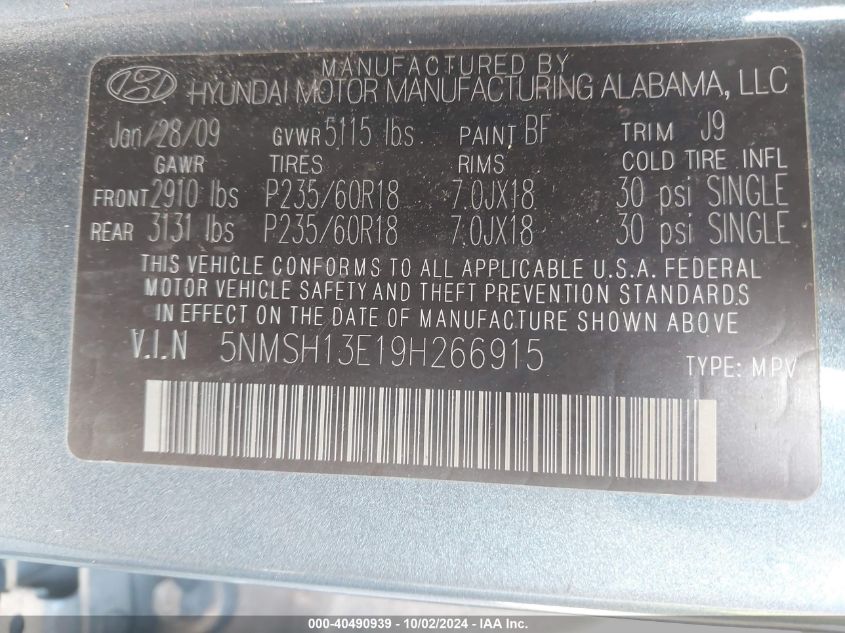 MANUFACTURED BY
HYUNDAI MOTOR MANUFACTURING ALABAMA, LLC
Jan/28/09 GVWR 5115 lbs PAINT BF TRIM J9
GAWR TIRES RIMS COLD TIRE INFL
FRONT 2910 lbs P235/60R18 7.0JX18 30 psi SINGLE
REAR 3131 lbs P235/60R18 7.0JX18 30 psi SINGLE
THIS VEHICLE CONFORMS TO ALL APPLICABLE U.S.A. FEDERAL
MOTOR VEHICLE SAFETY AND THEFT PREVENTION STANDARDS
IN EFFECT ON THE DATE OF MANUFACTURE SHOWN ABOVE.
V.I.N 5NMSH13E19H266915 TYPE: MPV
000-40490939 - 10/02/2024 - IAA Inc.